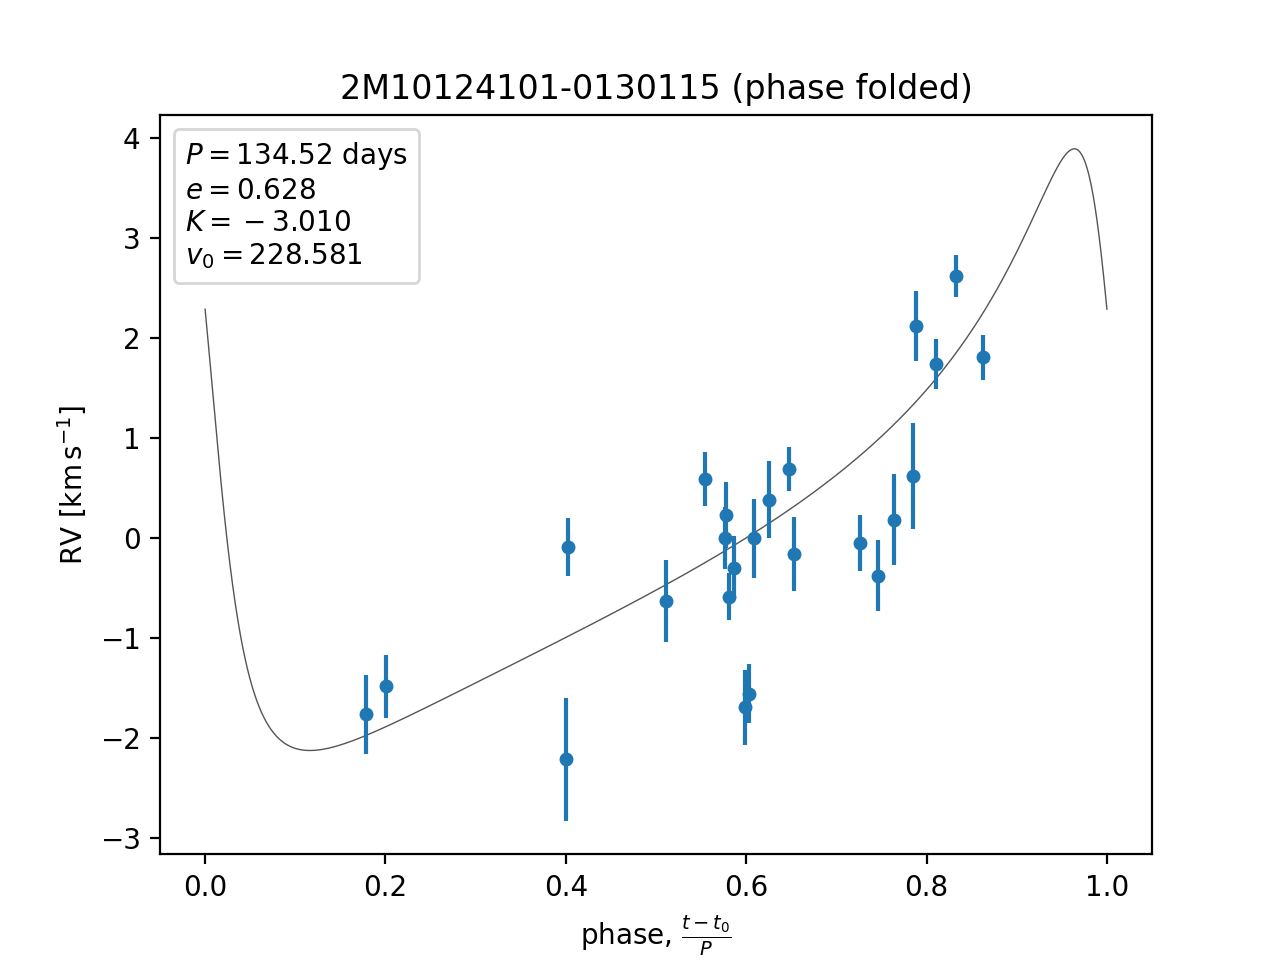 2M10124101-0130115 (phase folded)
P = 134.52 days
e = 0.628
K = −3.010
v₀ = 228.581
RV [km s⁻¹]
4
3
2
1
0
−1
−2
−3
0.0 0.2 0.4 0.6 0.8 1.0
phase, (t − t₀)/P